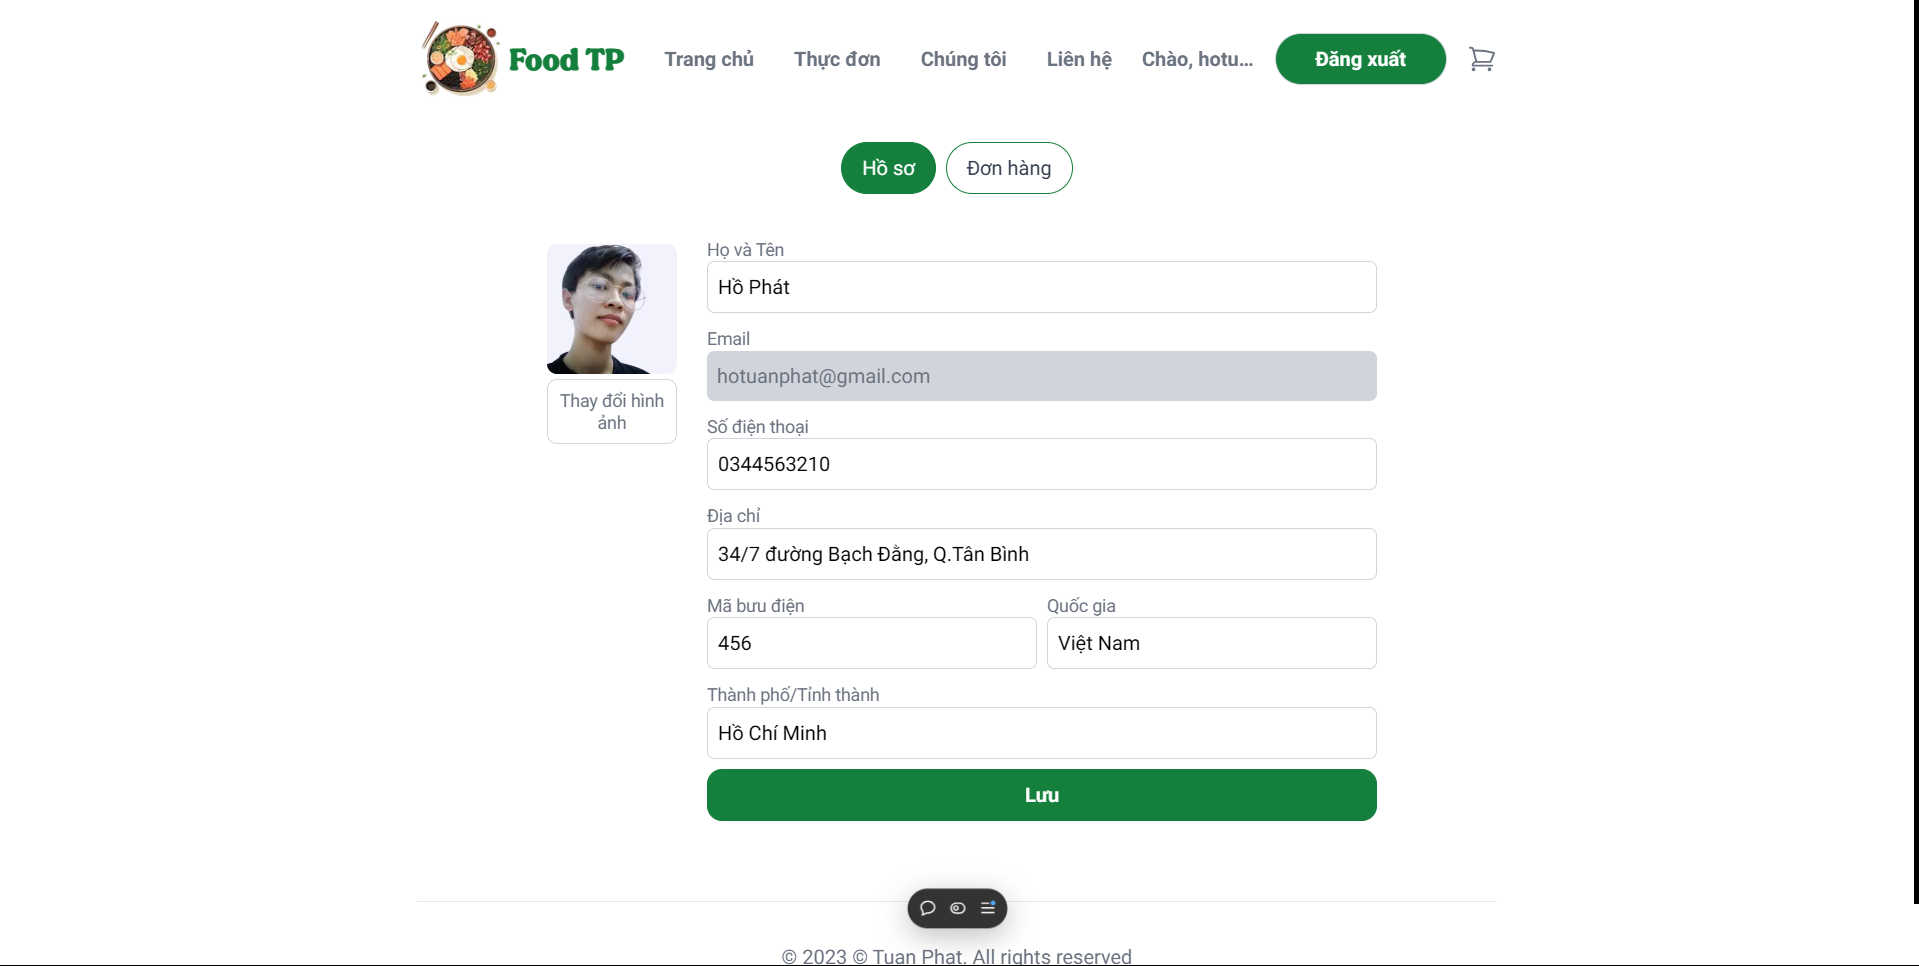 Food TP
Trang chủ
Thực đơn
Chúng tôi
Liên hệ
Chào, hotu...
Đăng xuất
Hồ sơ
Đơn hàng
Thay đổi hình
ảnh
Họ và Tên
Hồ Phát
Email
hotuanphat@gmail.com
Số điện thoại
0344563210
Địa chỉ
34/7 đường Bạch Đằng, Q.Tân Bình
Mã bưu điện
456
Quốc gia
Việt Nam
Thành phố/Tỉnh thành
Hồ Chí Minh
Lưu
© 2023 © Tuan Phat. All rights reserved